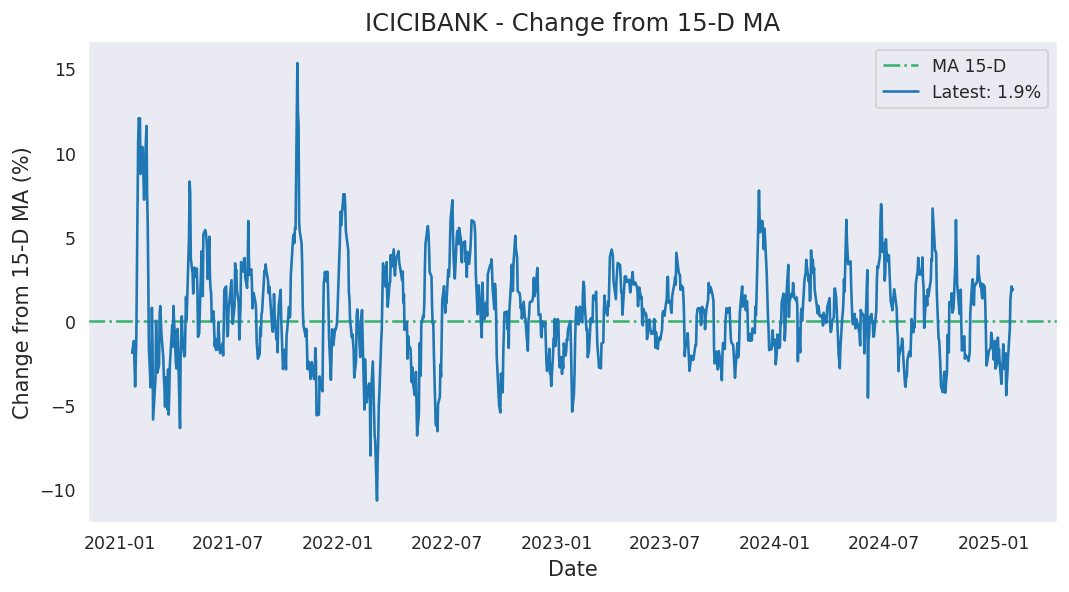 ICICIBANK - Change from 15-D MA
MA 15-D
Latest: 1.9%
Change from 15-D MA (%)
15
10
5
0
−5
−10
2021-01 2021-07 2022-01 2022-07 2023-01 2023-07 2024-01 2024-07 2025-01
Date